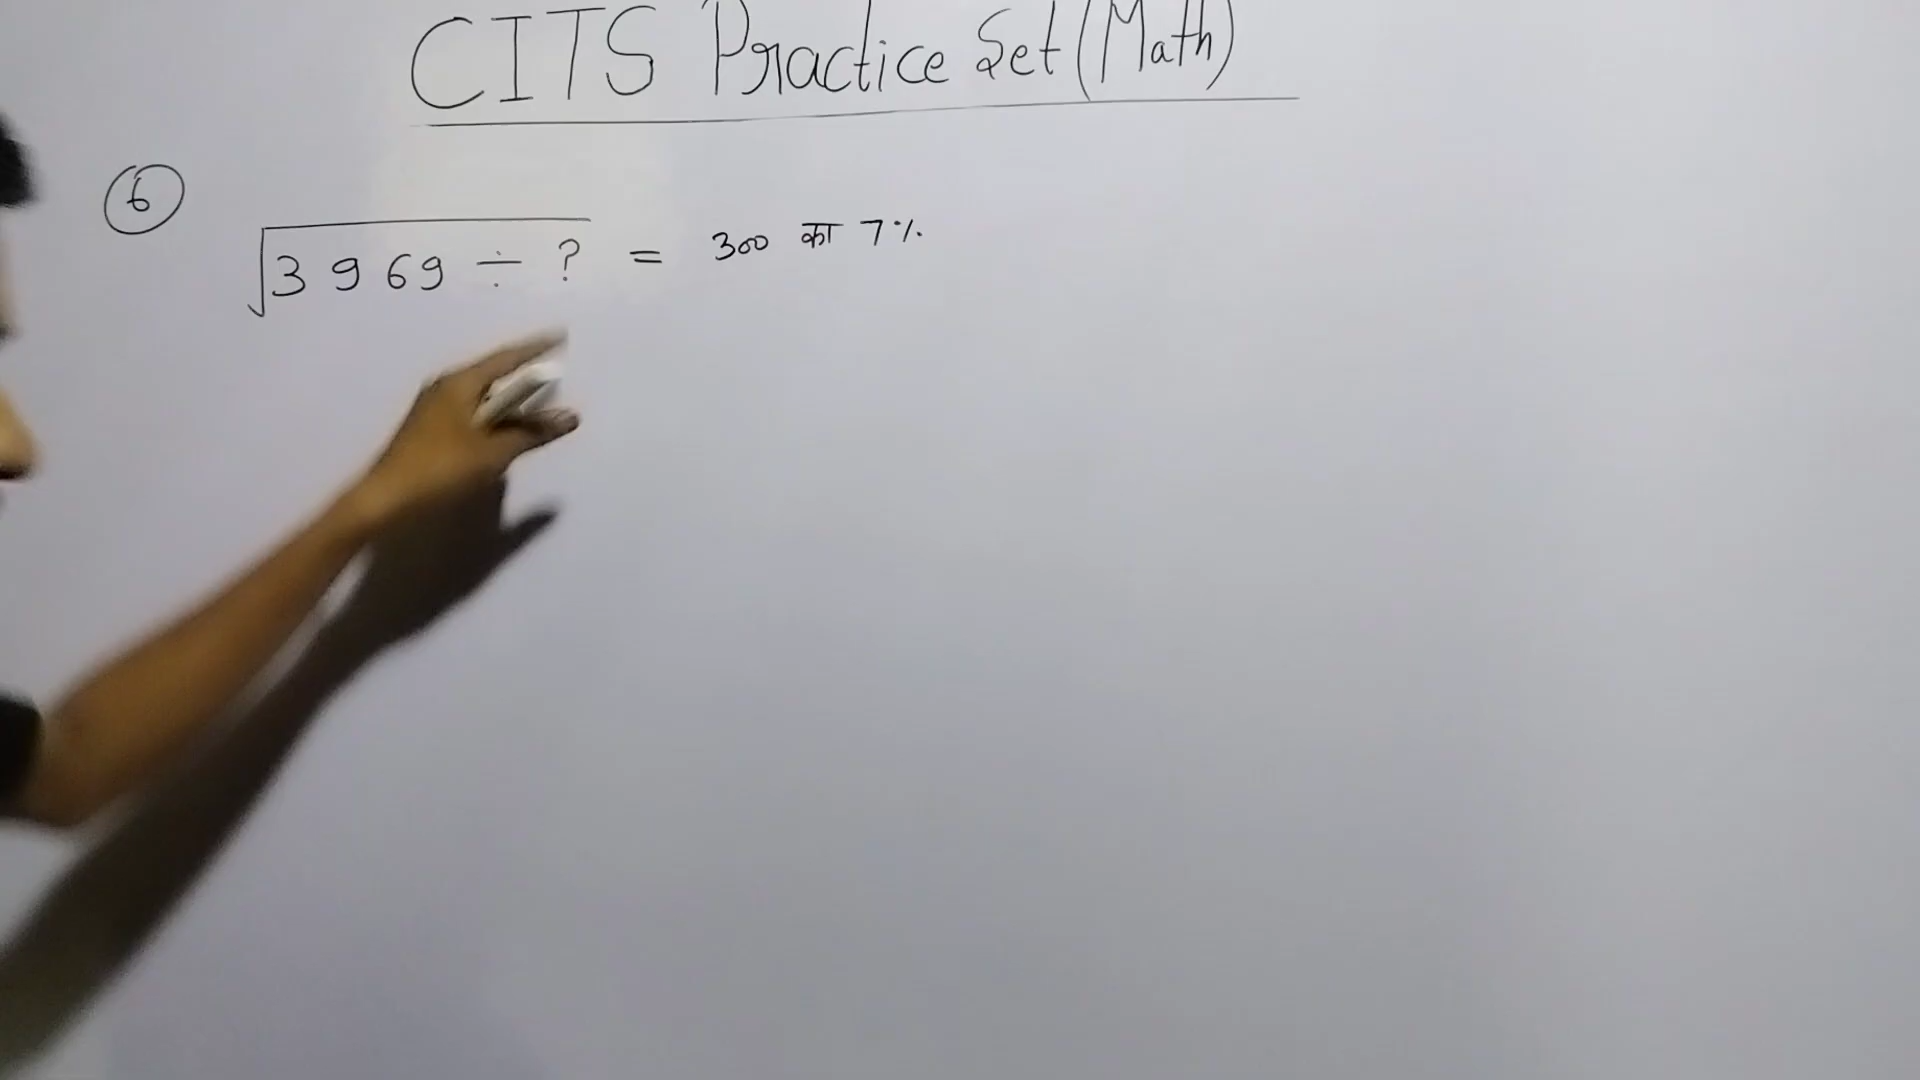 CITS Practice Set (Math)
6
√3969 ÷ ? = 300 का 7%